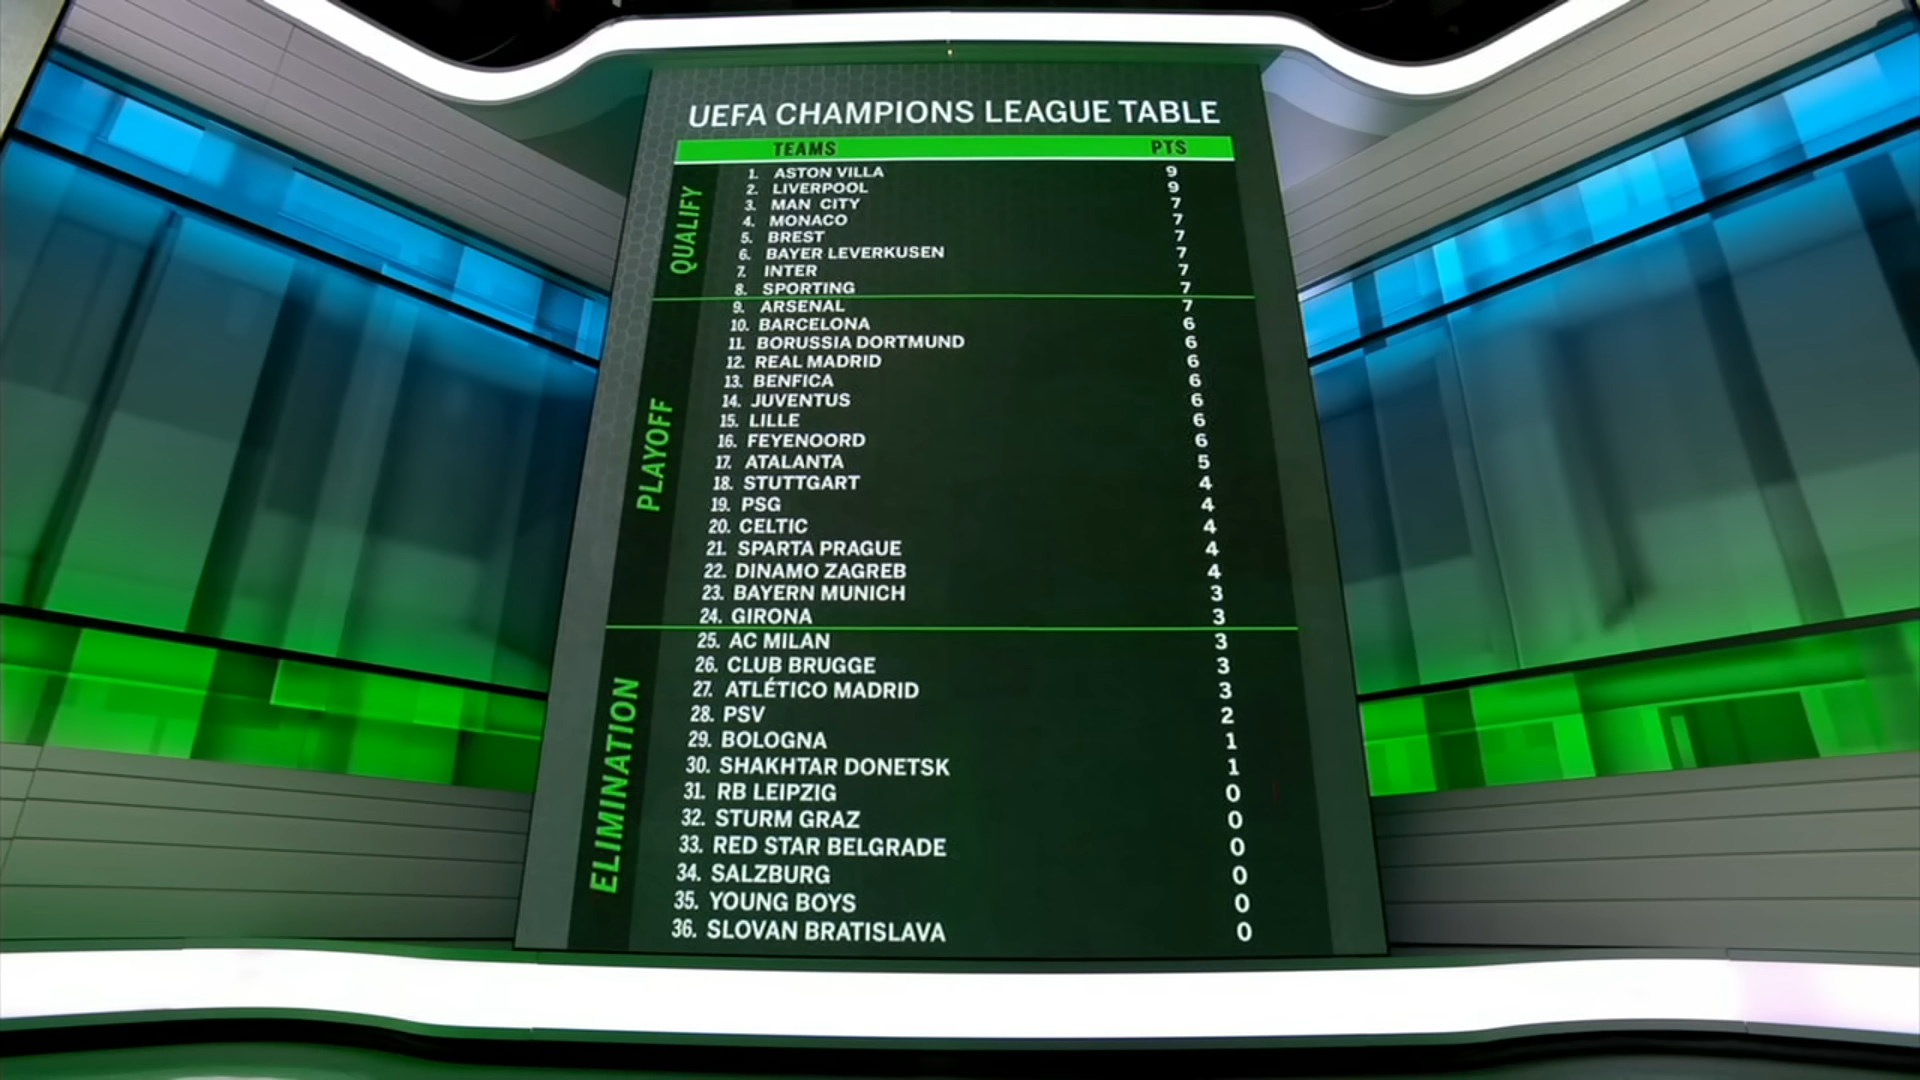 UEFA CHAMPIONS LEAGUE TABLE
TEAMS PTS
QUALIFY
1. ASTON VILLA 9
2. LIVERPOOL 9
3. MAN CITY 7
4. MONACO 7
5. BREST 7
6. BAYER LEVERKUSEN 7
7. INTER 7
8. SPORTING 7
PLAYOFF
9. ARSENAL 7
10. BARCELONA 6
11. BORUSSIA DORTMUND 6
12. REAL MADRID 6
13. BENFICA 6
14. JUVENTUS 6
15. LILLE 6
16. FEYENOORD 6
17. ATALANTA 5
18. STUTTGART 4
19. PSG 4
20. CELTIC 4
21. SPARTA PRAGUE 4
22. DINAMO ZAGREB 4
23. BAYERN MUNICH 3
24. GIRONA 3
ELIMINATION
25. AC MILAN 3
26. CLUB BRUGGE 3
27. ATLÉTICO MADRID 3
28. PSV 2
29. BOLOGNA 1
30. SHAKHTAR DONETSK 1
31. RB LEIPZIG 0
32. STURM GRAZ 0
33. RED STAR BELGRADE 0
34. SALZBURG 0
35. YOUNG BOYS 0
36. SLOVAN BRATISLAVA 0